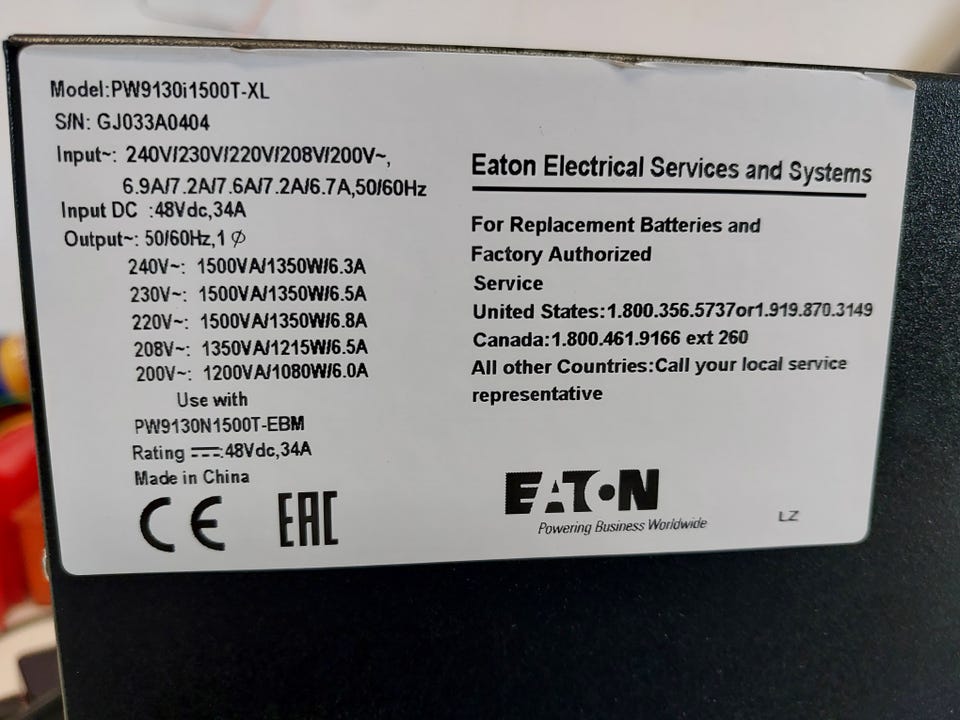 Model:PW9130i1500T-XL
S/N: GJ033A0404
Input~: 240V/230V/220V/208V/200V~,
6.9A/7.2A/7.6A/7.2A/6.7A,50/60Hz
Input DC :48Vdc,34A
Output~: 50/60Hz,1 ∅
240V~: 1500VA/1350W/6.3A
230V~: 1500VA/1350W/6.5A
220V~: 1500VA/1350W/6.8A
208V~: 1350VA/1215W/6.5A
200V~: 1200VA/1080W/6.0A
Use with
PW9130N1500T-EBM
Rating ⎓:48Vdc,34A
Made in China
CE EAC
Eaton Electrical Services and Systems
For Replacement Batteries and
Factory Authorized
Service
United States:1.800.356.5737or1.919.870.3149
Canada:1.800.461.9166 ext 260
All other Countries:Call your local service
representative
EATON
Powering Business Worldwide
LZ